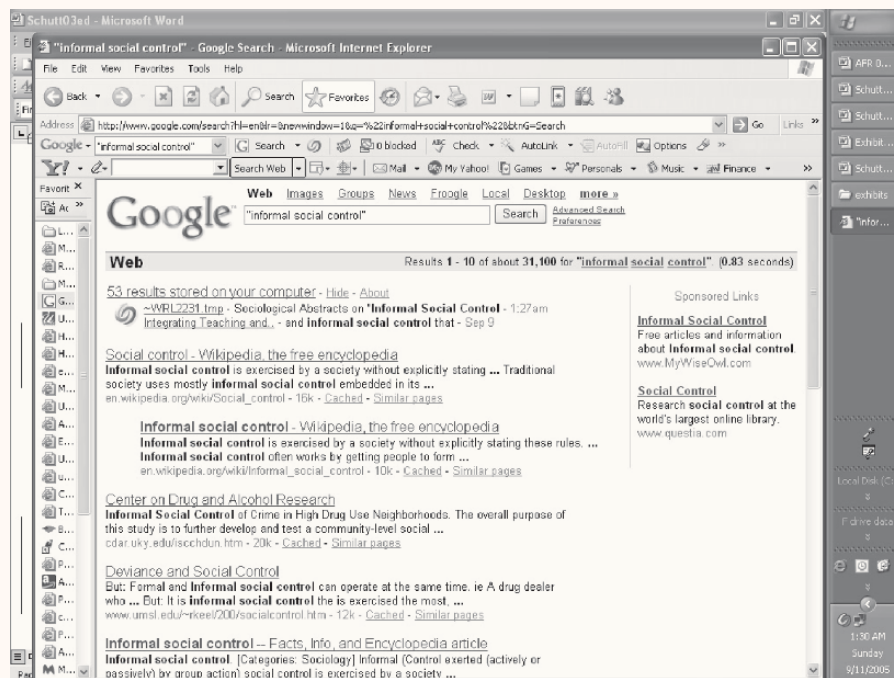 Schutt03ed - Microsoft Word
"informal social control" - Google Search - Microsoft Internet Explorer
File Edit View Favorites Tools Help
Back Search Favorites
Address http://www.google.com/search?hl=en&lr=&newwindow=1&q=%22informal+social+control%22&btnG=Search Go Links »
Google - "informal social control" Search 80 blocked Check AutoLink AutoFill Options
Y! Search Web Mail My Yahoo! Games Personals Music Finance »
Favorit X
Web Images Groups News Froogle Local Desktop more »
Google
"informal social control" Search Advanced Search
Preferences
Web Results 1 - 10 of about 31,100 for "informal social control". (0.83 seconds)
53 results stored on your computer - Hide - About
~WRL2231.tmp - Sociological Abstracts on "Informal Social Control - 1:27am
Integrating Teaching and.. - and informal social control that - Sep 9
Social control - Wikipedia, the free encyclopedia
Informal social control is exercised by a society without explicitly stating ... Traditional
society uses mostly informal social control embedded in its ...
en.wikipedia.org/wiki/Social_control - 16k - Cached - Similar pages
Informal social control - Wikipedia, the free encyclopedia
Informal social control is exercised by a society without explicitly stating these rules. ...
Informal social control often works by getting people to form ...
en.wikipedia.org/wiki/Informal_social_control - 10k - Cached - Similar pages
Center on Drug and Alcohol Research
Informal Social Control of Crime in High Drug Use Neighborhoods. The overall purpose of
this study is to further develop and test a community-level social ...
cdar.uky.edu/iscchdun.htm - 20k - Cached - Similar pages
Deviance and Social Control
But: Formal and Informal social control can operate at the same time. ie A drug dealer
who ... But: It is informal social control the is exercised the most, ...
www.umsl.edu/~rkeel/200/socialcontrol.htm - 12k - Cached - Similar pages
Informal social control -- Facts, Info, and Encyclopedia article
Informal social control. [Categories: Sociology] Informal (Control exerted (actively or
passively) by group action) social control is exercised by a society ...
Sponsored Links
Informal Social Control
Free articles and information
about Informal social control.
www.MyWiseOwl.com
Social Control
Research social control at the
world's largest online library.
www.questia.com
AFR 0...
Schutt...
Schutt...
Exhibit...
Schutt...
exhibits
"infor...
Local Disk (C:
F drive data
1:30 AM
Sunday
9/11/2005